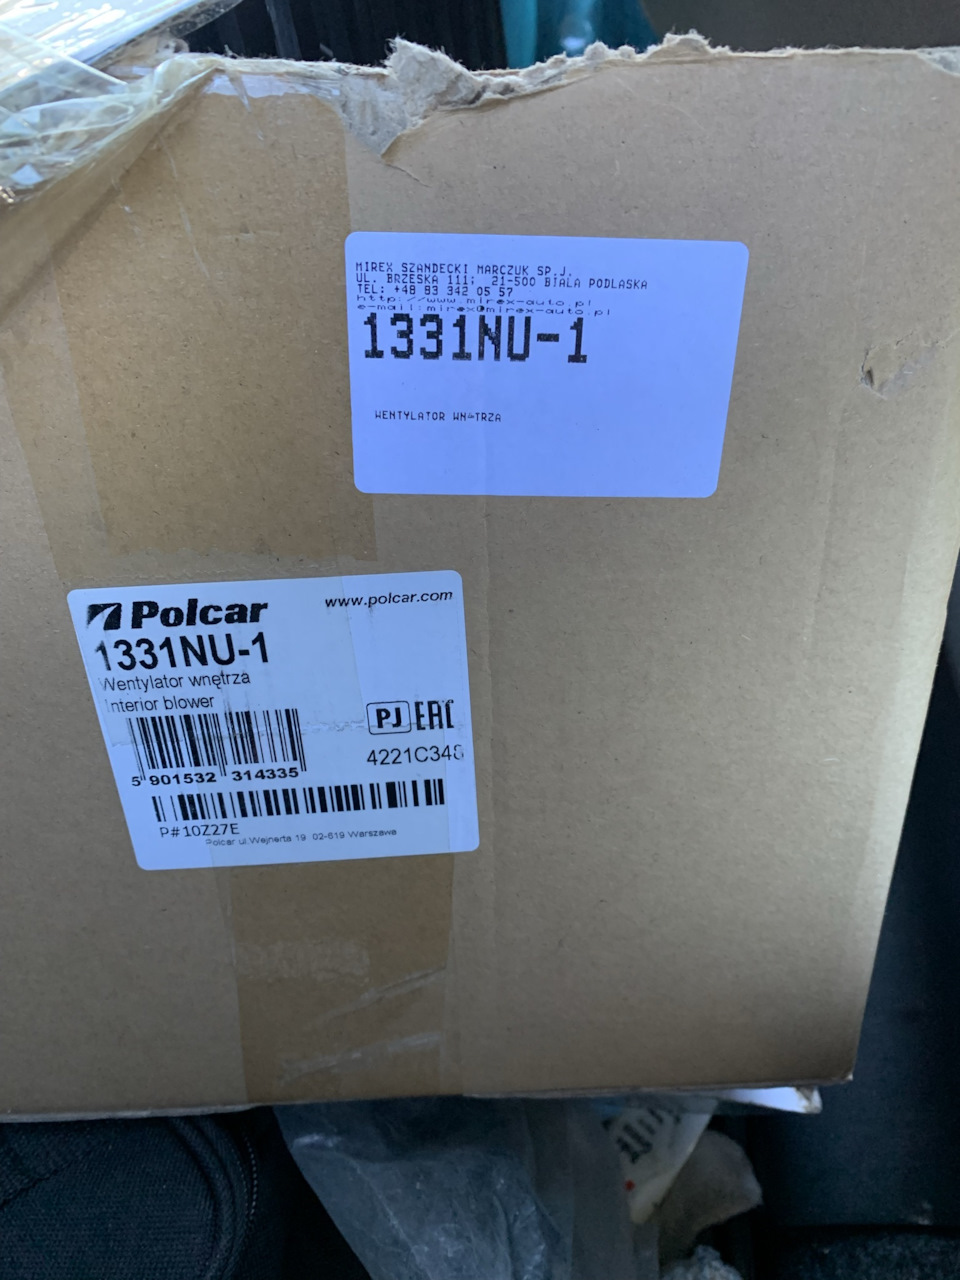 MIREX SZANDECKI MARCZUK SP.J.
UL. BRZESKA 111; 21-500 BIALA PODLASKA
TEL: +48 83 342 05 57
http://www.mirex-auto.pl
e-mail:mirex@mirex-auto.pl
1331NU-1
WENTYLATOR WN TRZA
Polcar www.polcar.com
1331NU-1
Wentylator wnętrza
Interior blower
PJ EAC
4221C348
5 901532 314335
P# 10Z27E
Polcar ul.Wejnerta 19 02-619 Warszawa